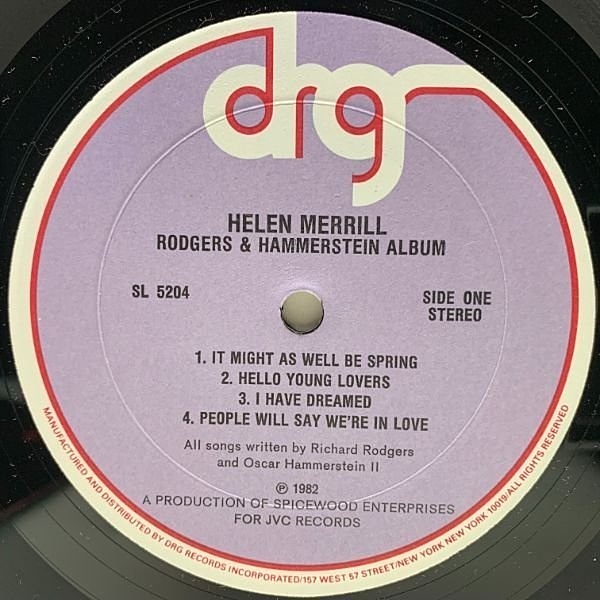 drg
HELEN MERRILL
RODGERS & HAMMERSTEIN ALBUM
SL 5204
SIDE ONE
STEREO
1. IT MIGHT AS WELL BE SPRING
2. HELLO YOUNG LOVERS
3. I HAVE DREAMED
4. PEOPLE WILL SAY WE'RE IN LOVE
All songs written by Richard Rodgers
and Oscar Hammerstein II
℗ 1982
A PRODUCTION OF SPICEWOOD ENTERPRISES
FOR JVC RECORDS
MANUFACTURED AND DISTRIBUTED BY DRG RECORDS INCORPORATED/157 WEST 57 STREET/NEW YORK NEW YORK 10019/ALL RIGHTS RESERVED